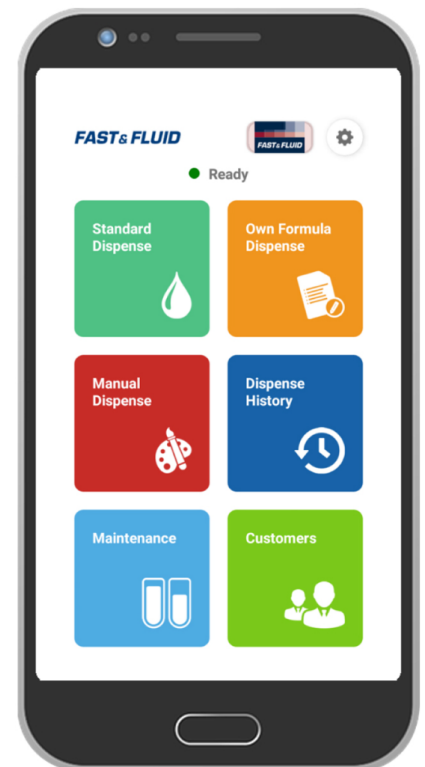 FAST & FLUID
FAST & FLUID
Ready
Standard
Dispense
Own Formula
Dispense
Manual
Dispense
Dispense
History
Maintenance
Customers